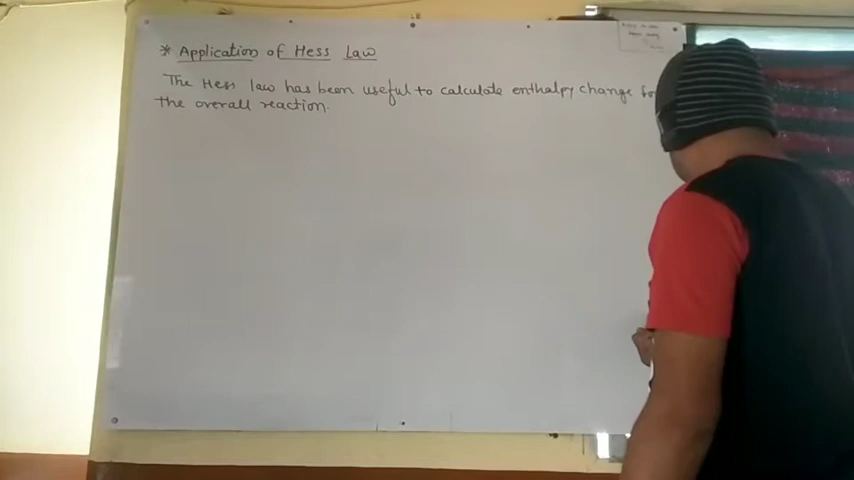 * Application of Hess Law
The Hess law has been useful to calculate enthalpy change for
the overall reaction.